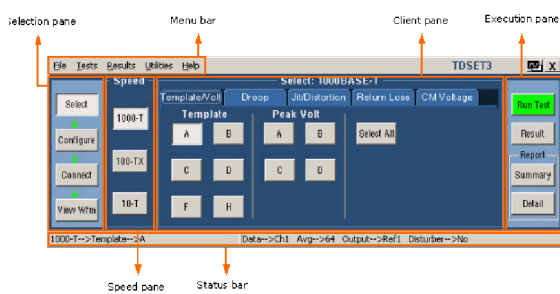 Selection pane
Menu bar
Client pane
Execution pane
File Tests Results Utilities Help
TDSET3
X
Speed
Select: 1000BASE-T
Template/Volt Droop Jit/Distortion Return Loss CM Voltage
Select
Configure
Connect
View Wfm
1000-T
100-TX
10-T
Template
A B
C D
F H
Peak Volt
A B
C D
Select All
Run Test
Result
Report
Summary
Detail
1000-T-->Template-->A
Data-->Ch1 Avg-->64 Output-->Ref1 Disturber-->No
Speed pane
Status bar